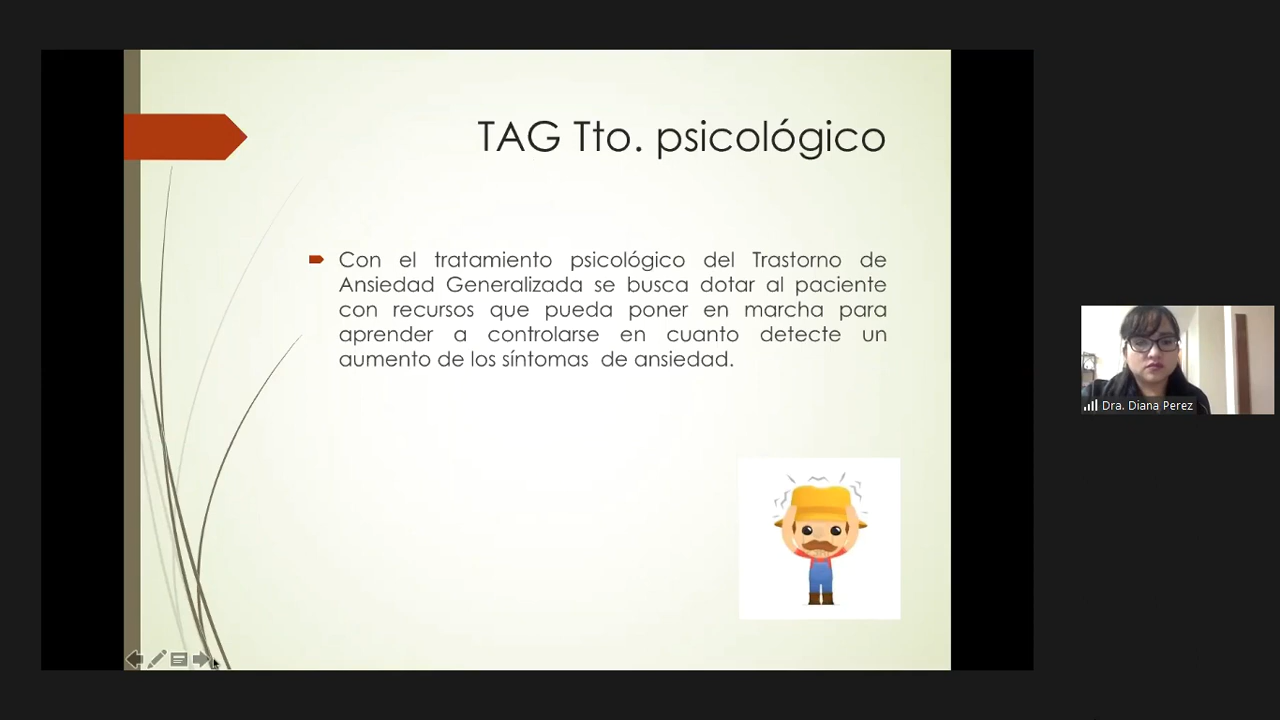 TAG Tto. psicológico
Con el tratamiento psicológico del Trastorno de
Ansiedad Generalizada se busca dotar al paciente
con recursos que pueda poner en marcha para
aprender a controlarse en cuanto detecte un
aumento de los síntomas de ansiedad.
Dra. Diana Perez